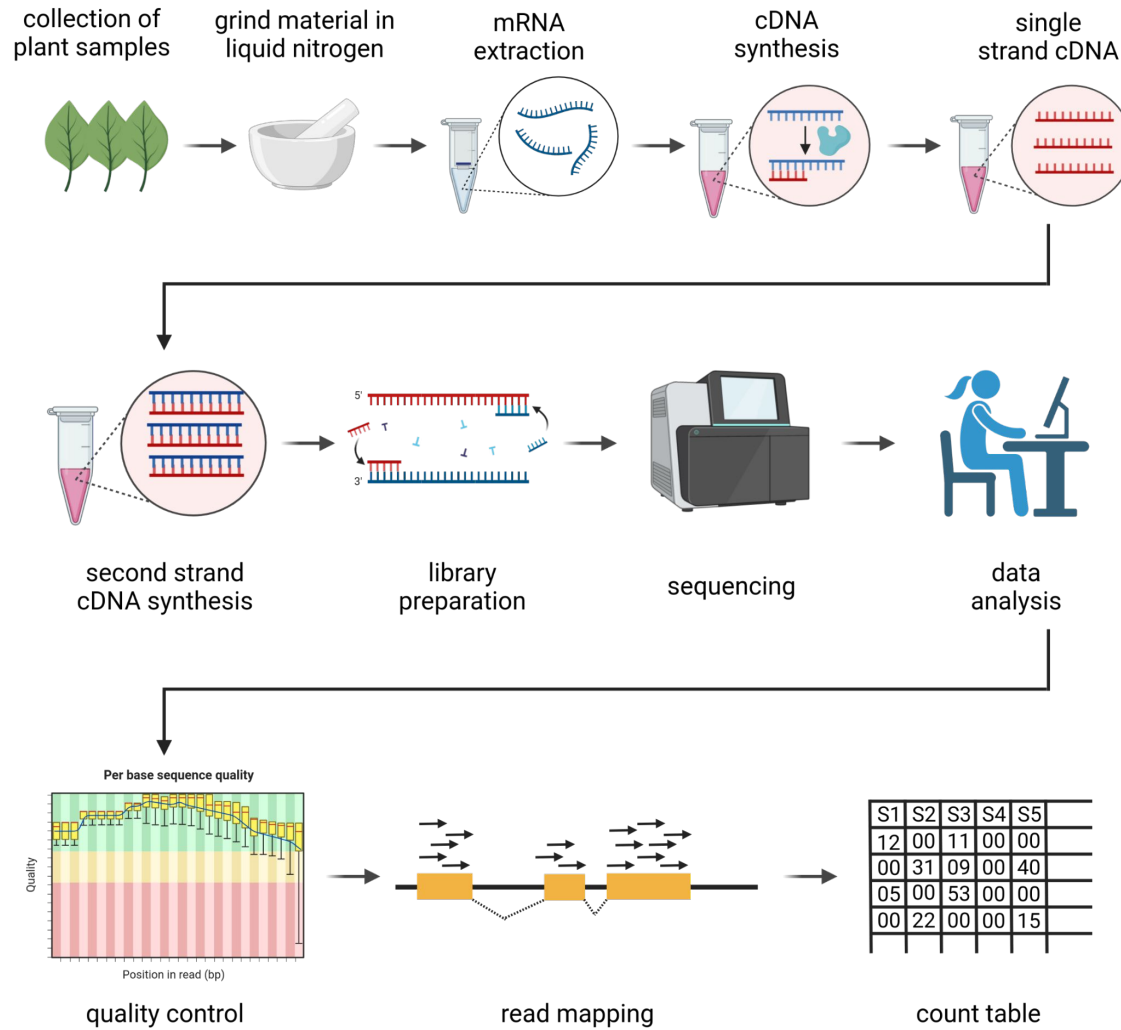 collection of
plant samples
grind material in
liquid nitrogen
mRNA
extraction
cDNA
synthesis
single
strand cDNA
5'
3'
second strand
cDNA synthesis
library
preparation
sequencing
data
analysis
Per base sequence quality
Quality
Position in read (bp)
quality control
read mapping
S1 S2 S3 S4 S5
12 00 11 00 00
00 31 09 00 40
05 00 53 00 00
00 22 00 00 15
count table